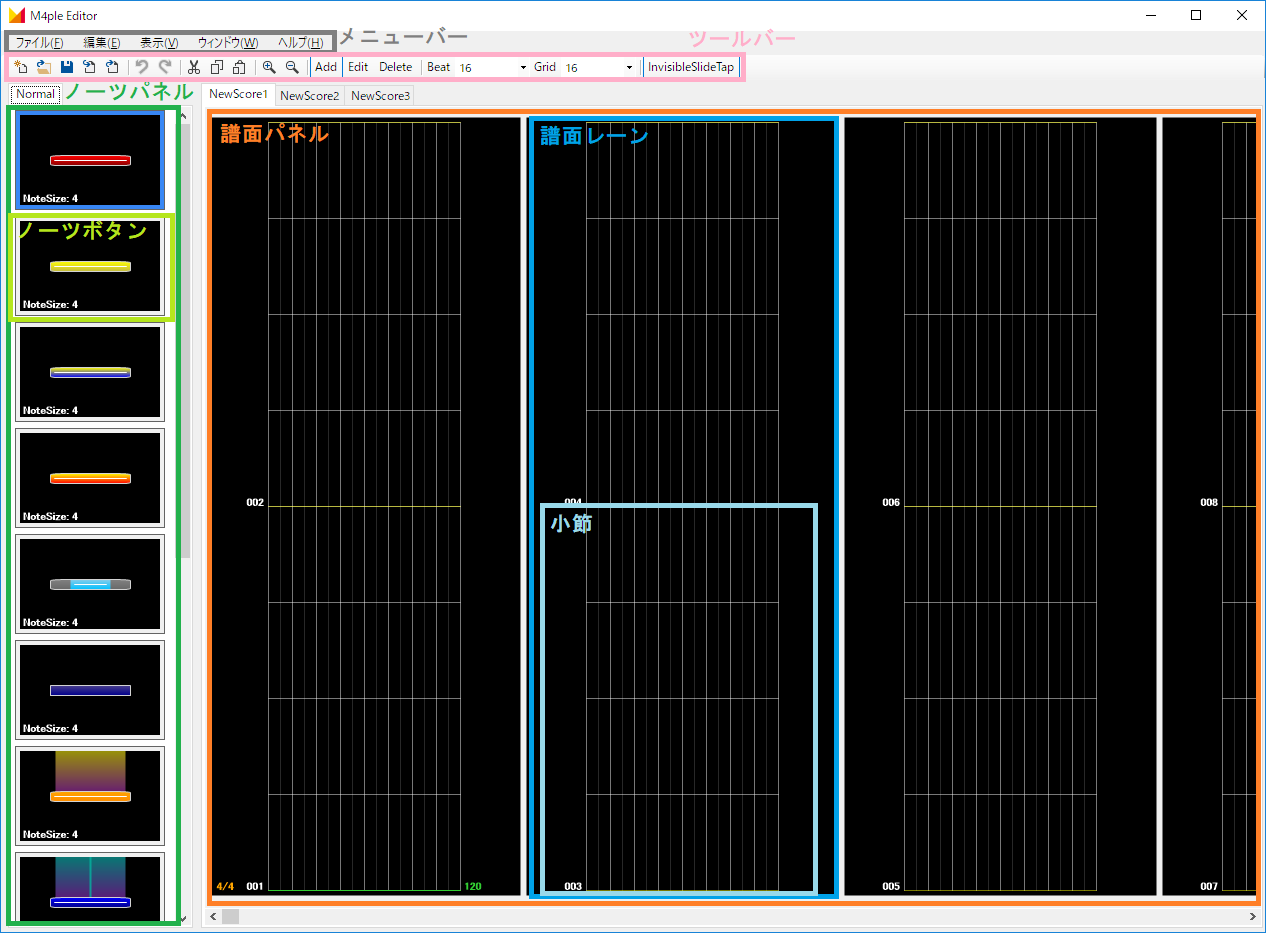 M4ple Editor
ファイル(F) 編集(E) 表示(V) ウィンドウ(W) ヘルプ(H) メニューバー ツールバー
Add Edit Delete Beat 16 Grid 16 InvisibleSlideTap
Normal ノーツパネル NewScore1 NewScore2 NewScore3
譜面パネル 譜面レーン
NoteSize: 4
ノーツボタン
NoteSize: 4
NoteSize: 4
002 004 006 008
NoteSize: 4
小節
NoteSize: 4
NoteSize: 4
NoteSize: 4
4/4 001 120 003 005 007